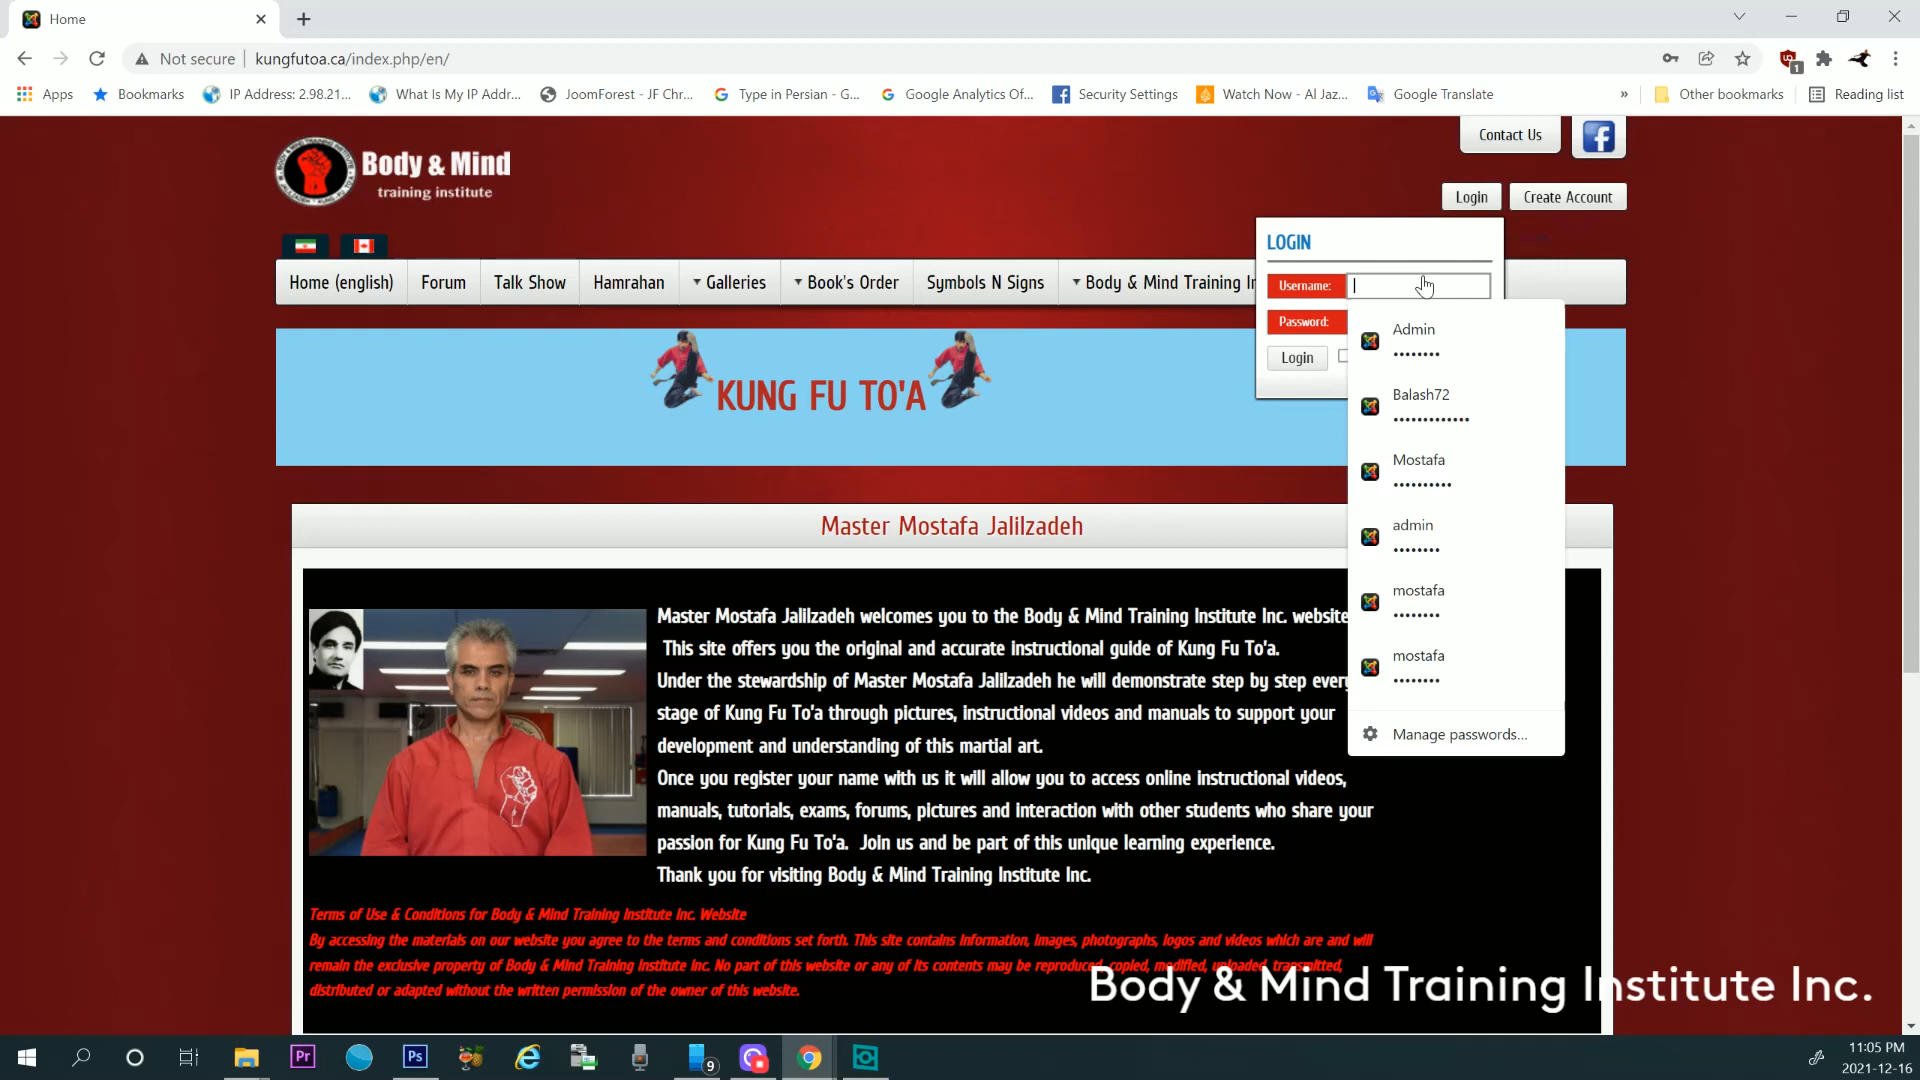 Home
Not secure
kungfutoa.ca/index.php/en/
1
Apps
Bookmarks
IP Address: 2.98.21...
What Is My IP Addr...
JoomForest - JF Chr...
Type in Persian - G...
Google Analytics Of...
Security Settings
Watch Now - Al Jaz...
Google Translate
»
Other bookmarks
Reading list
Contact Us
Body & Mind
training institute
Login
Create Account
LOGIN
Home (english)
Forum
Talk Show
Hamrahan
Galleries
Book's Order
Symbols N Signs
Body & Mind Training In
Username:
Password:
Login
Admin
••••••••
Balash72
•••••••••••••
Mostafa
••••••••••
admin
••••••••
mostafa
••••••••
mostafa
••••••••
Manage passwords...
KUNG FU TO'A
Master Mostafa Jalilzadeh
Master Mostafa Jalilzadeh welcomes you to the Body & Mind Training Institute Inc. website
This site offers you the original and accurate instructional guide of Kung Fu To'a.
Under the stewardship of Master Mostafa Jalilzadeh he will demonstrate step by step every
stage of Kung Fu To'a through pictures, instructional videos and manuals to support your
development and understanding of this martial art.
Once you register your name with us it will allow you to access online instructional videos,
manuals, tutorials, exams, forums, pictures and interaction with other students who share your
passion for Kung Fu To'a. Join us and be part of this unique learning experience.
Thank you for visiting Body & Mind Training Institute Inc.
Terms of Use & Conditions for Body & Mind Training Institute Inc. Website
By accessing the materials on our website you agree to the terms and conditions set forth. This site contains information, images, photographs, logos and videos which are and will
remain the exclusive property of Body & Mind Training Institute Inc. No part of this website or any of its contents may be reproduced, copied, modified, uploaded, transmitted,
distributed or adapted without the written permission of the owner of this website.
Body & Mind Training Institute Inc.
Pr
Ps
9
11:05 PM
2021-12-16